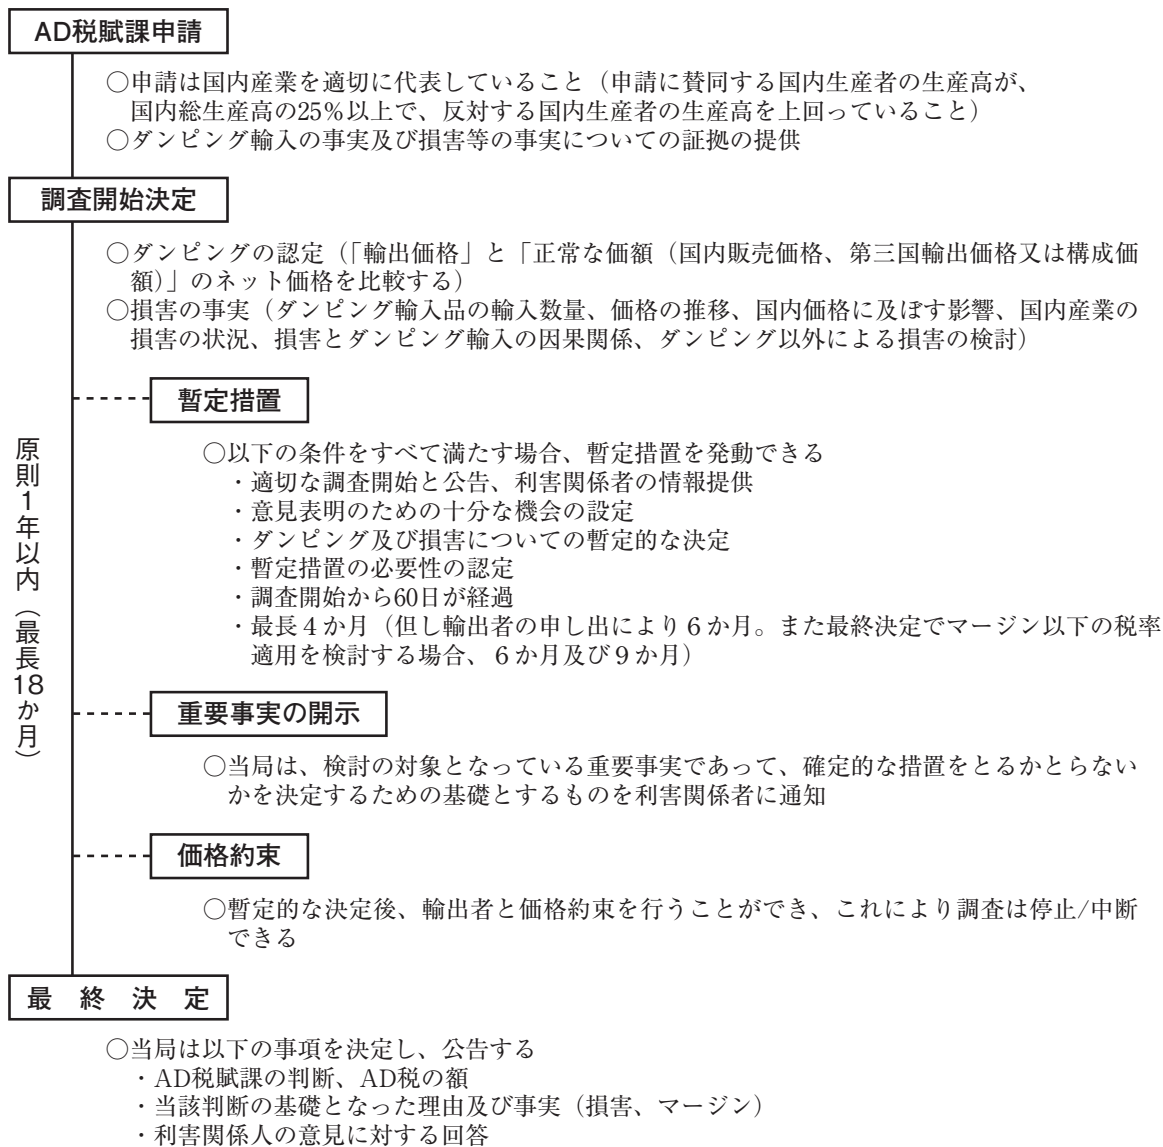 AD税賦課申請
○申請は国内産業を適切に代表していること（申請に賛同する国内生産者の生産高が、
国内総生産高の25％以上で、反対する国内生産者の生産高を上回っていること）
○ダンピング輸入の事実及び損害等の事実についての証拠の提供
調査開始決定
○ダンピングの認定（「輸出価格」と「正常な価額（国内販売価格、第三国輸出価格又は構成価
額）」のネット価格を比較する）
○損害の事実（ダンピング輸入品の輸入数量、価格の推移、国内価格に及ぼす影響、国内産業の
損害の状況、損害とダンピング輸入の因果関係、ダンピング以外による損害の検討）
原則１年以内（最長18か月）
暫定措置
○以下の条件をすべて満たす場合、暫定措置を発動できる
・適切な調査開始と公告、利害関係者の情報提供
・意見表明のための十分な機会の設定
・ダンピング及び損害についての暫定的な決定
・暫定措置の必要性の認定
・調査開始から60日が経過
・最長４か月（但し輸出者の申し出により６か月。また最終決定でマージン以下の税率
適用を検討する場合、６か月及び９か月）
重要事実の開示
○当局は、検討の対象となっている重要事実であって、確定的な措置をとるかとらない
かを決定するための基礎とするものを利害関係者に通知
価格約束
○暫定的な決定後、輸出者と価格約束を行うことができ、これにより調査は停止/中断
できる
最　終　決　定
○当局は以下の事項を決定し、公告する
・AD税賦課の判断、AD税の額
・当該判断の基礎となった理由及び事実（損害、マージン）
・利害関係人の意見に対する回答